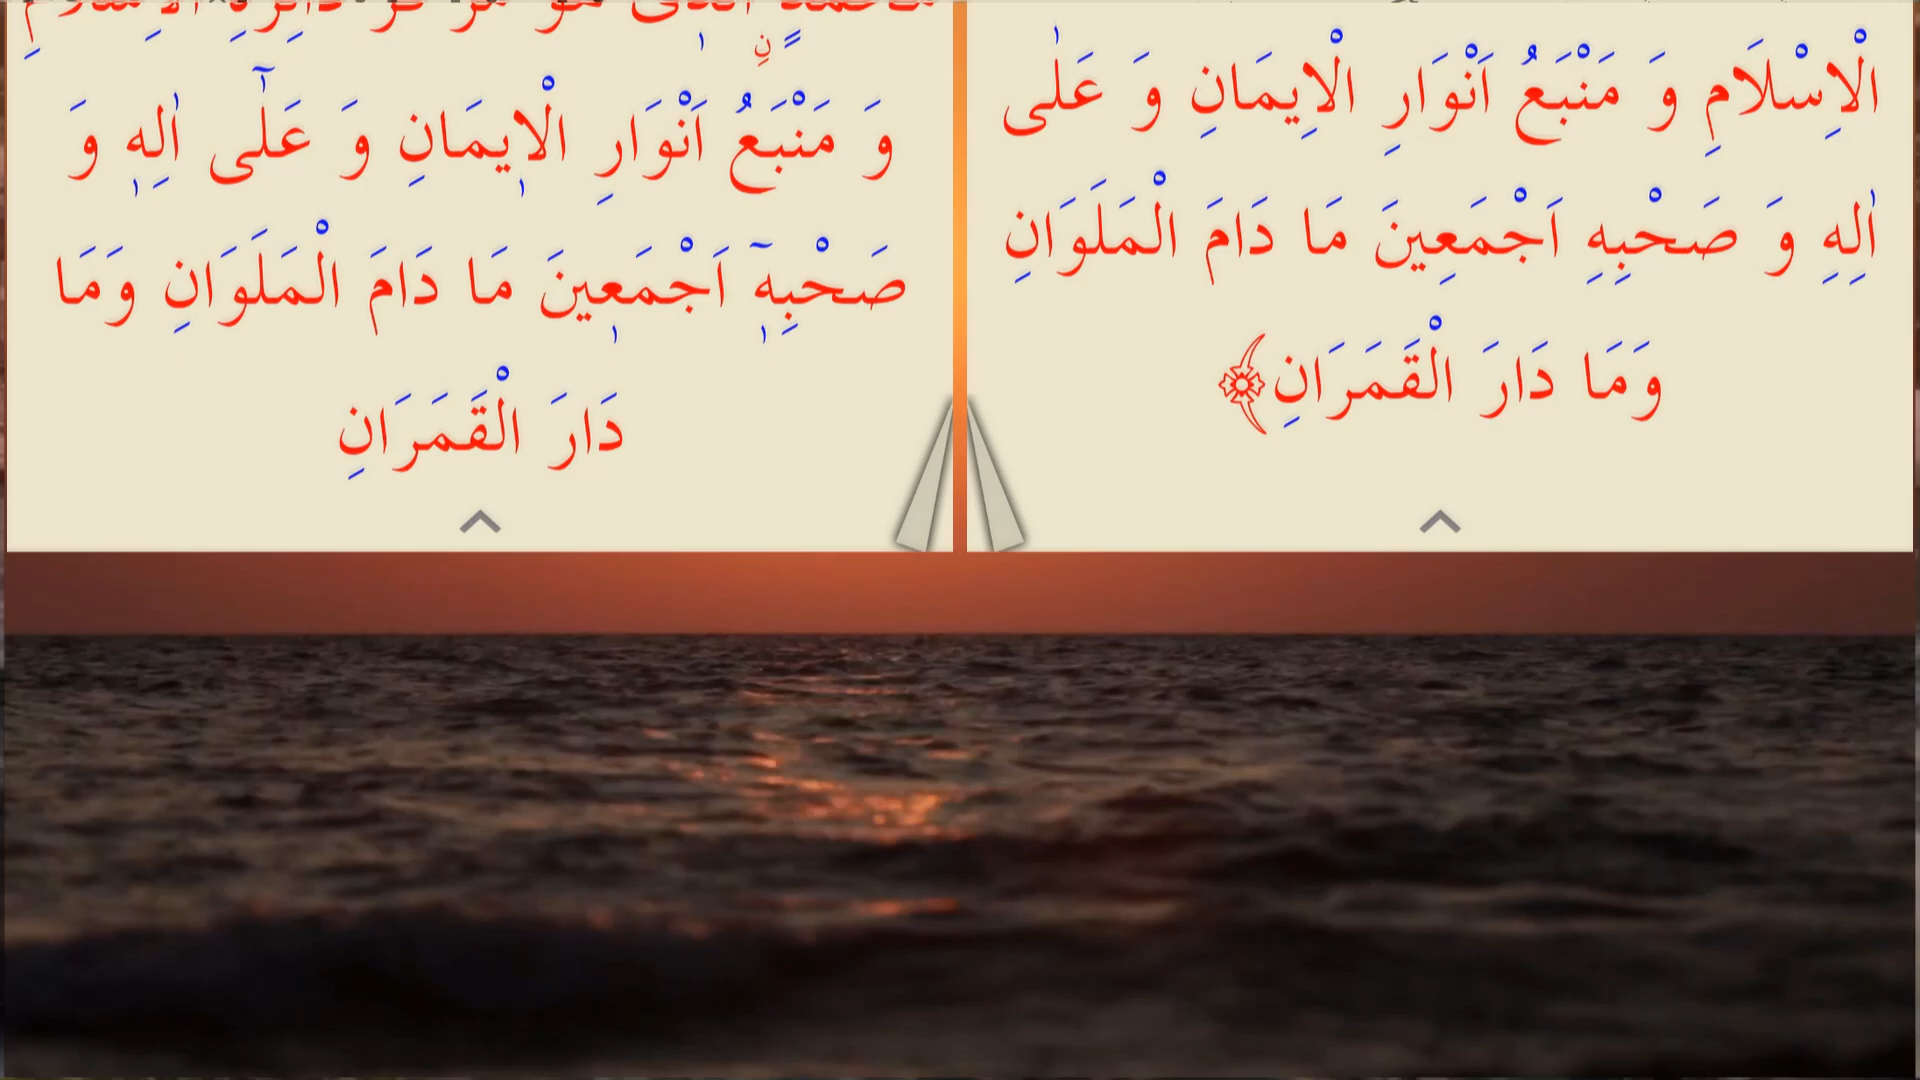 الْاِسْلَامِ وَ مَنْبَعُ اَنْوَارِ الْاِيمَانِ وَ عَلٰى
اٰلِهِ وَ صَحْبِهِ اَجْمَعِينَ مَا دَامَ الْمَلَوَانِ
وَمَا دَارَ الْقَمَرَانِ﴾
وَ مَنْبَعُ اَنْوَارِ الْاٖيمَانِ وَ عَلٰٓى اٰلِهٖ وَ
صَحْبِهٖٓ اَجْمَعٖينَ مَا دَامَ الْمَلَوَانِ وَمَا
دَارَ الْقَمَرَانِ